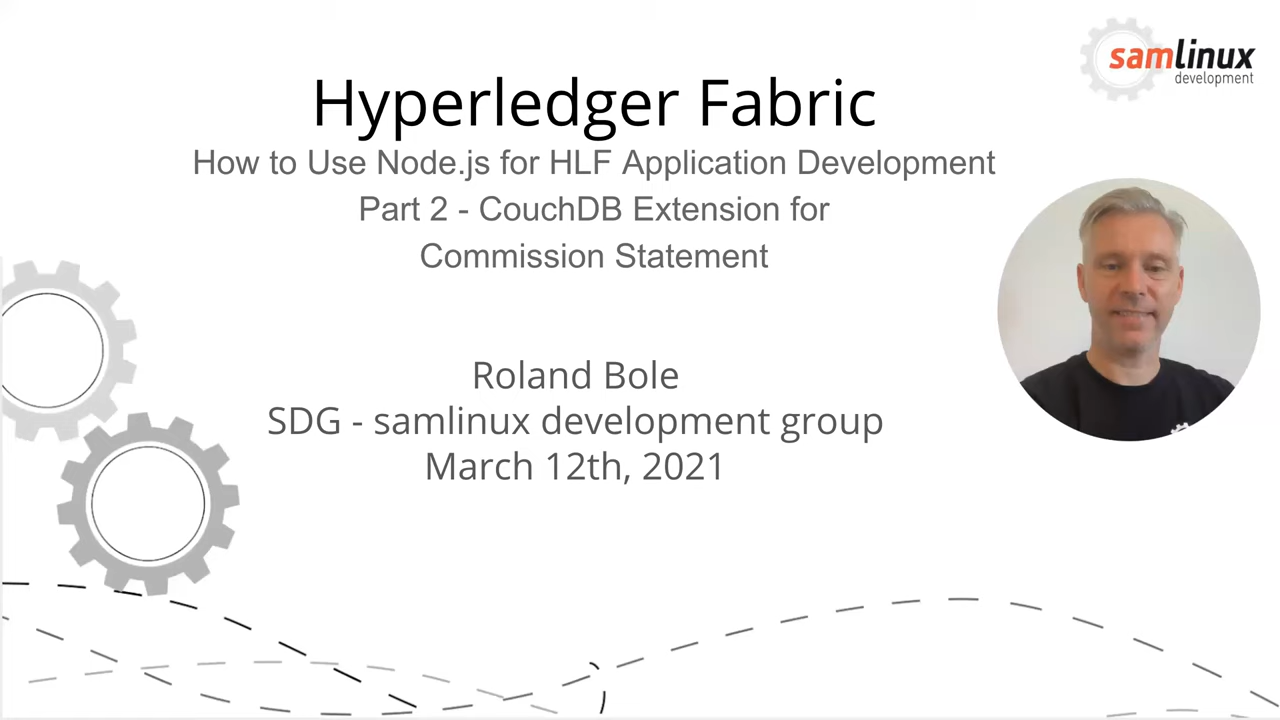 samlinux
development
Hyperledger Fabric
How to Use Node.js for HLF Application Development
Part 2 - CouchDB Extension for
Commission Statement
Roland Bole
SDG - samlinux development group
March 12th, 2021